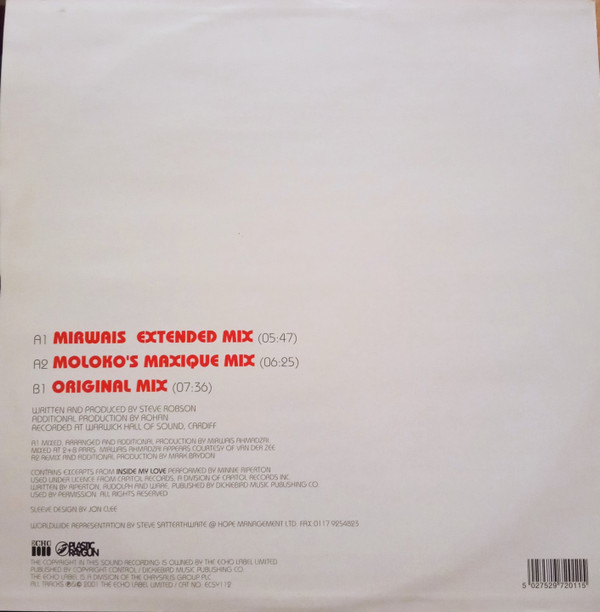 A1 MIRWAIS EXTENDED MIX (05:47)
A2 MOLOKO'S MAXIQUE MIX (06:25)
B1 ORIGINAL MIX (07:36)
WRITTEN AND PRODUCED BY STEVE ROBSON
ADDITIONAL PRODUCTION BY ROHAN
RECORDED AT WARWICK HALL OF SOUND, CARDIFF
A1 MIXED, ARRANGED AND ADDITIONAL PRODUCTION BY MIRWAIS AHMADZAI
MIXED AT 2+B PARIS. MIRWAIS AHMADZAI APPEARS COURTESY OF VAN DER ZEE
A2 REMIX AND ADDITIONAL PRODUCTION BY MARK BRYDON
CONTAINS EXCERPTS FROM INSIDE MY LOVE PERFORMED BY MINNIE RIPERTON
USED UNDER LICENCE FROM CAPITOL RECORDS, A DIVISION OF CAPITOL RECORDS INC.
WRITTEN BY RIPERTON, RUDOLPH AND WARE. PUBLISHED BY DICKIEBIRD MUSIC PUBLISHING CO.
USED BY PERMISSION. ALL RIGHTS RESERVED
SLEEVE DESIGN BY JON CLEE
WORLDWIDE REPRESENTATION BY STEVE SATTERTHWAITE @ HOPE MANAGEMENT LTD. FAX 0117 9254823
ECHO
PLASTIC RAYGUN
THE COPYRIGHT IN THIS SOUND RECORDING IS OWNED BY THE ECHO LABEL LIMITED
PUBLISHED BY COPYRIGHT CONTROL / DICKIEBIRD MUSIC PUBLISHING CO
THE ECHO LABEL IS A DIVISION OF THE CHRYSALIS GROUP PLC
ALL TRACKS ℗&© 2001 THE ECHO LABEL LIMITED / CAT NO. ECSY112
5 027529 720115